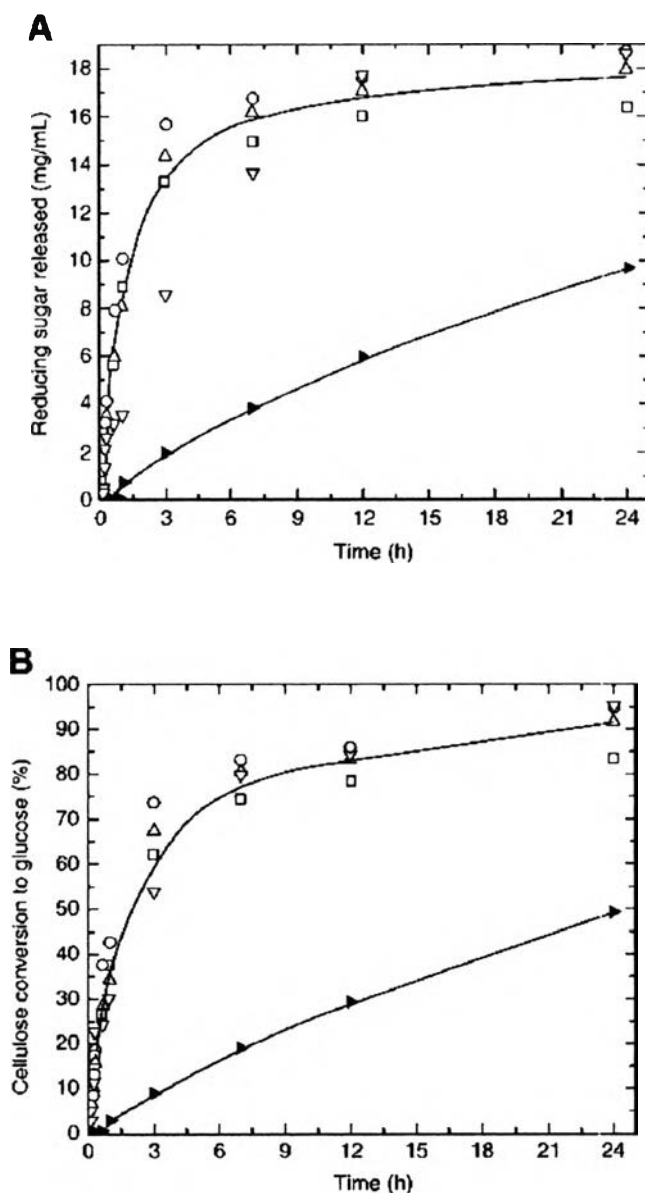 A
Reducing sugar released (mg/mL)
18
16
14
12
10
8
6
4
2
0
0 3 6 9 12 15 18 21 24
Time (h)
B
Cellulose conversion to glucose (%)
100
90
80
70
60
50
40
30
20
10
0
0 3 6 9 12 15 18 21 24
Time (h)